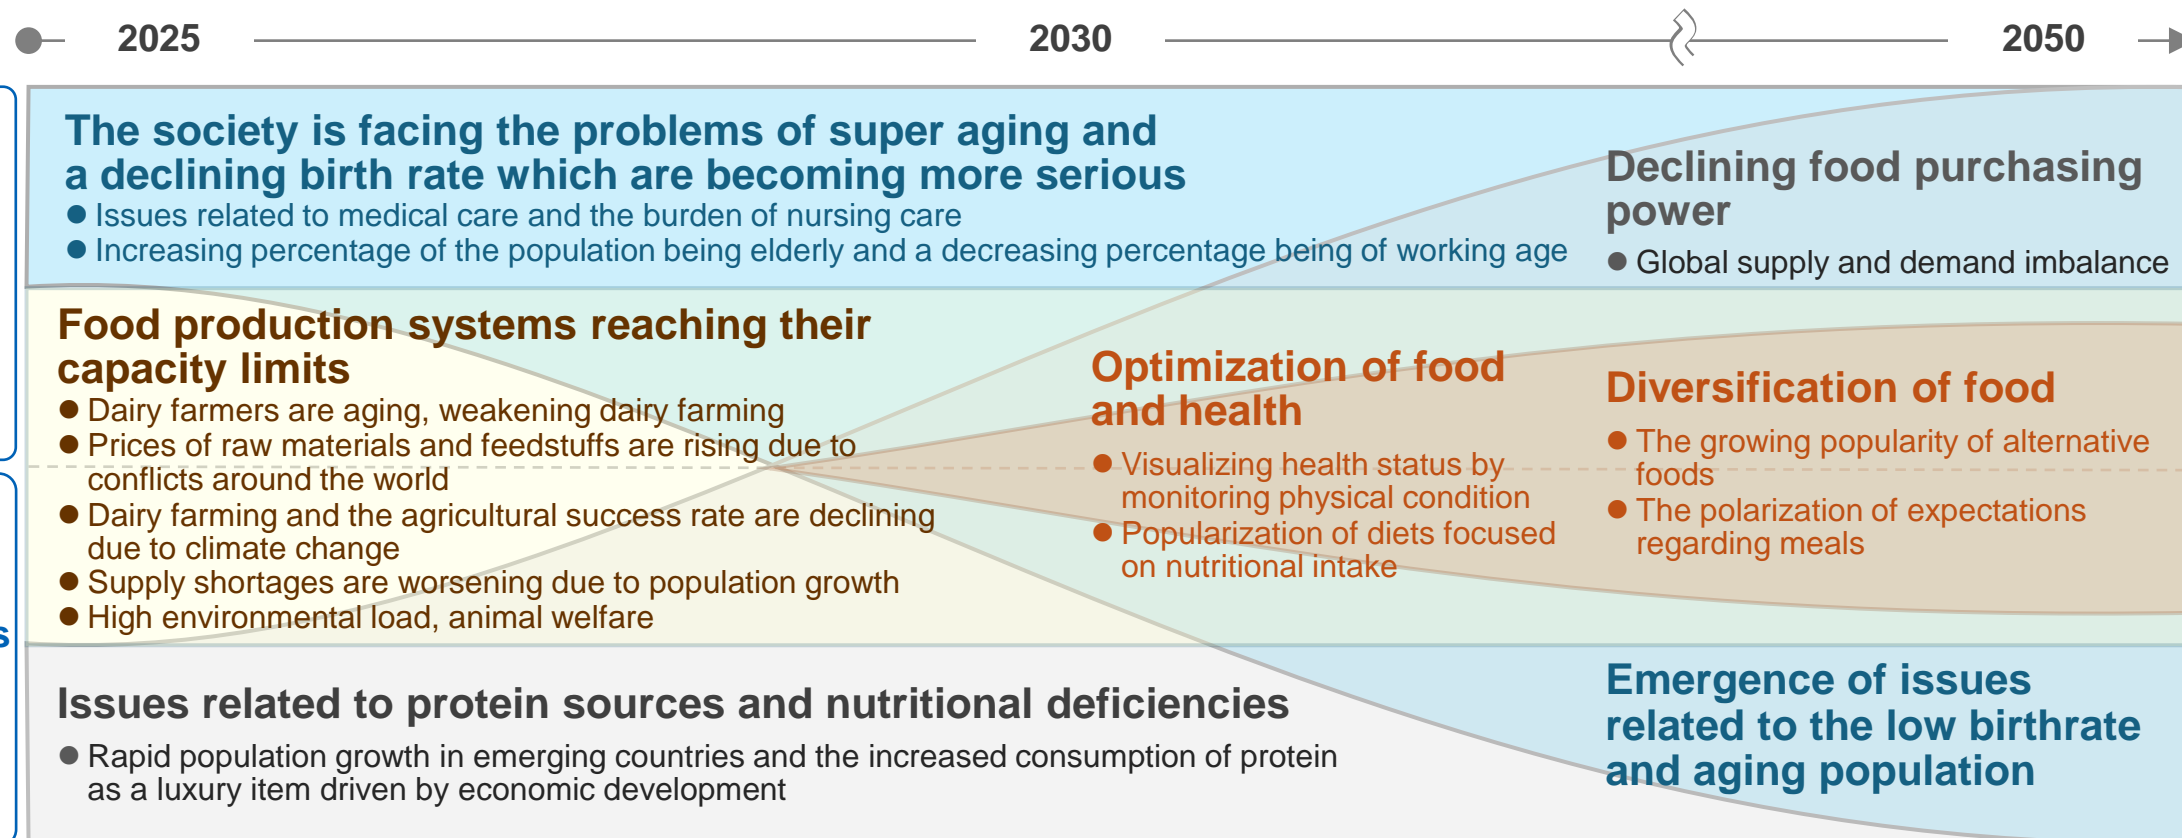 2025
2030
2050
The society is facing the problems of super aging and
a declining birth rate which are becoming more serious
● Issues related to medical care and the burden of nursing care
● Increasing percentage of the population being elderly and a decreasing percentage being of working age
Declining food purchasing
power
● Global supply and demand imbalance
Food production systems reaching their
capacity limits
● Dairy farmers are aging, weakening dairy farming
● Prices of raw materials and feedstuffs are rising due to
conflicts around the world
● Dairy farming and the agricultural success rate are declining
due to climate change
● Supply shortages are worsening due to population growth
● High environmental load, animal welfare
Optimization of food
and health
● Visualizing health status by
monitoring physical condition
● Popularization of diets focused
on nutritional intake
Diversification of food
● The growing popularity of alternative
foods
● The polarization of expectations
regarding meals
s
Issues related to protein sources and nutritional deficiencies
● Rapid population growth in emerging countries and the increased consumption of protein
as a luxury item driven by economic development
Emergence of issues
related to the low birthrate
and aging population